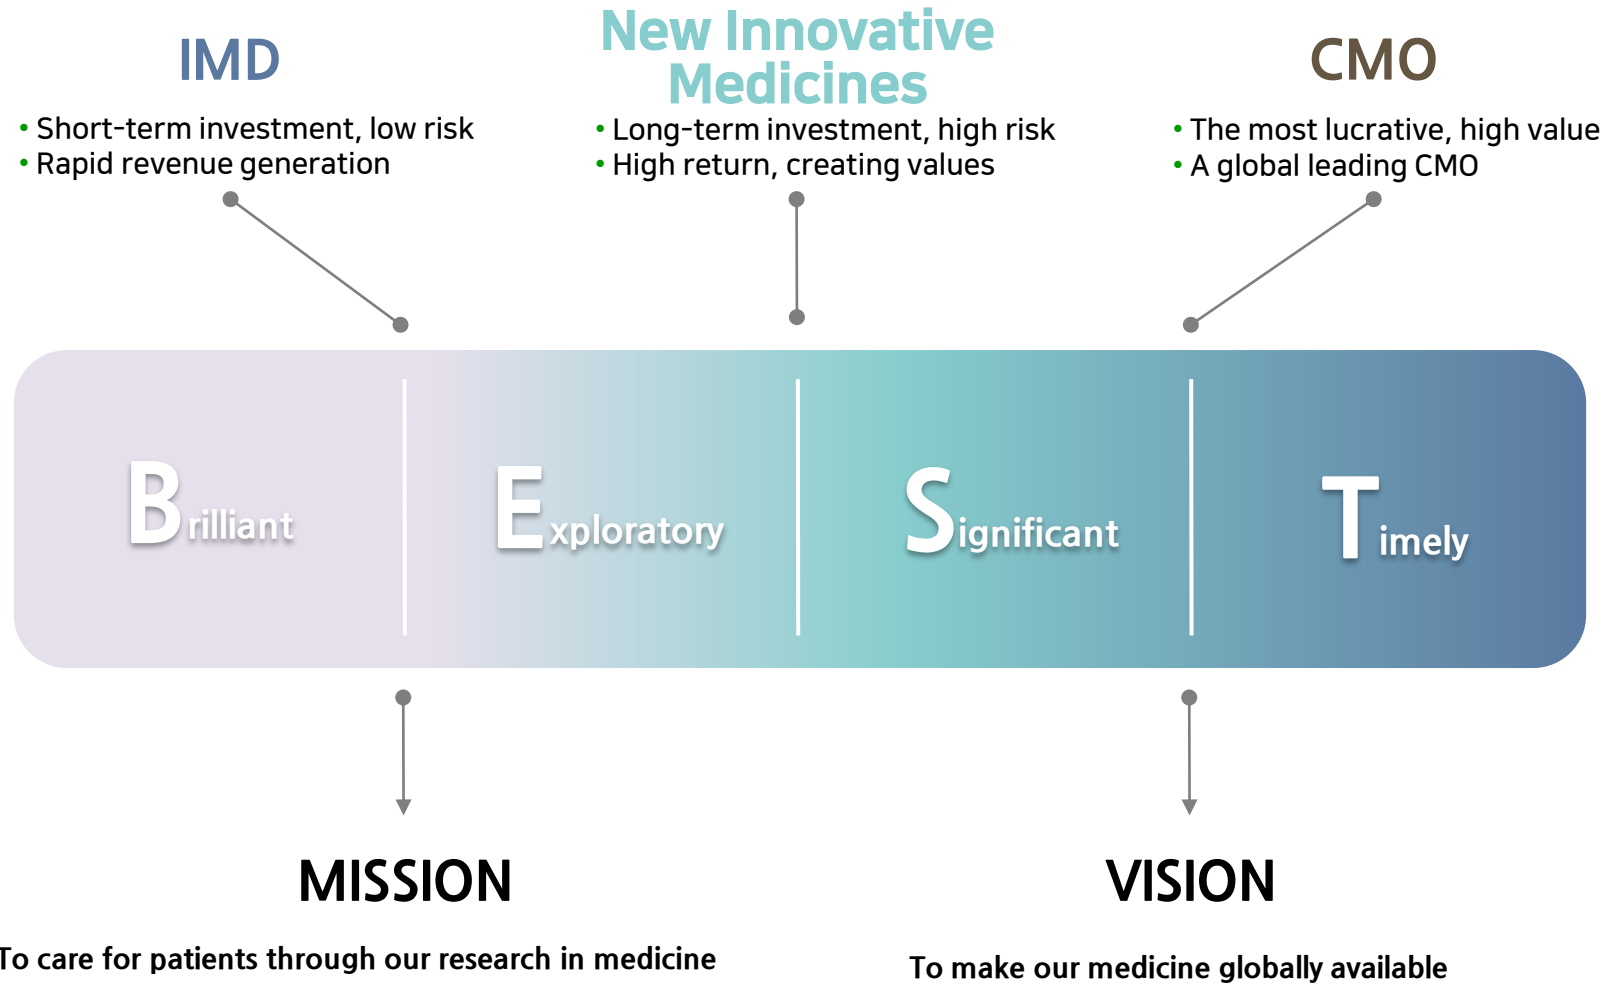 IMD
• Short-term investment, low risk
• Rapid revenue generation
New Innovative
Medicines
• Long-term investment, high risk
• High return, creating values
CMO
• The most lucrative, high value
• A global leading CMO
Brilliant
Exploratory
Significant
Timely
MISSION
To care for patients through our research in medicine
VISION
To make our medicine globally available